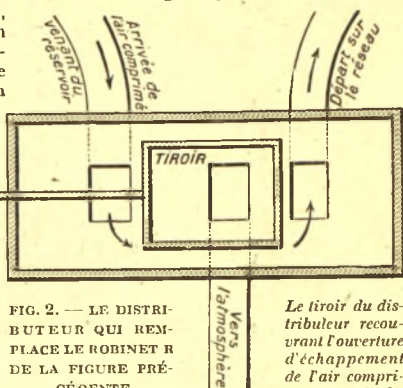 venant du
réservoir
Arrivée de
l'air comprimé
Départ sur
le réseau
TIROIR
Vers
l'atmosphère
FIG. 2. — LE DISTRI-
BUTEUR QUI REM-
PLACE LE ROBINET R
DE LA FIGURE PRÉ-
CÉDENTE
Le tiroir du dis-
tributeur recou-
vrant l'ouverture
d'échappement
de l'air compri-